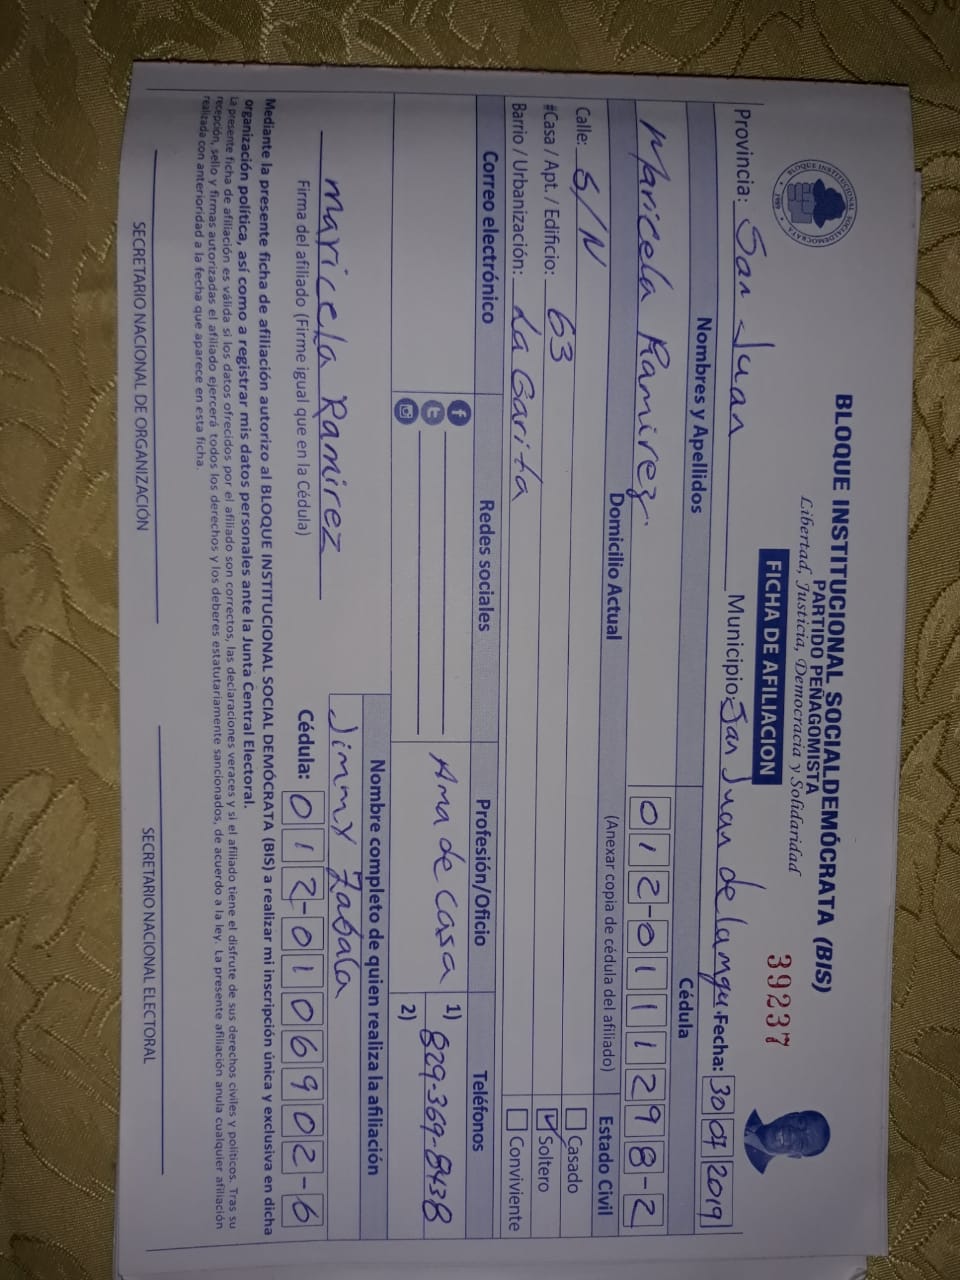 BLOQUE INSTITUCIONAL SOCIALDEMÓCRATA
· 1989 ·
BLOQUE INSTITUCIONAL SOCIALDEMÓCRATA (BIS)
PARTIDO PEÑAGOMISTA
Libertad, Justicia, Democracia y Solidaridad
FICHA DE AFILIACION
39237
Provincia: San Juan Municipio: San Juan de la Fecha: 30 07 2019
Nombres y Apellidos Cédula
Maricela Ramirez. 012-0111298-2
Domicilio Actual (Anexar copia de cédula del afiliado) Estado Civil
Calle: S/N Casado
#Casa / Apt. / Edificio: 63 Soltero
Barrio / Urbanización: La Garita Conviviente
Correo electrónico Redes sociales Profesión/Oficio Teléfonos
Ama de Casa 1) 829-369-8438
2)
Nombre completo de quien realiza la afiliación
Jimmy Zabala
maricela Ramirez
Firma del afiliado (Firme igual que en la Cédula) Cédula: 012-0106902-6
Mediante la presente ficha de afiliación autorizo al BLOQUE INSTITUCIONAL SOCIAL DEMÓCRATA (BIS) a realizar mi inscripción única y exclusiva en dicha
organización política, así como a registrar mis datos personales ante la Junta Central Electoral.
La presente ficha de afiliación es válida si los datos ofrecidos por el afiliado son correctos, las declaraciones veraces y si el afiliado tiene el disfrute de sus derechos civiles y políticos. Tras su
recepción, sello y firmas autorizadas el afiliado ejercerá todos los derechos y los deberes estatutariamente sancionados, de acuerdo a la ley. La presente afiliación anula cualquier afiliación
realizada con anterioridad a la fecha que aparece en esta ficha.
SECRETARIO NACIONAL DE ORGANIZACIÓN SECRETARIO NACIONAL ELECTORAL